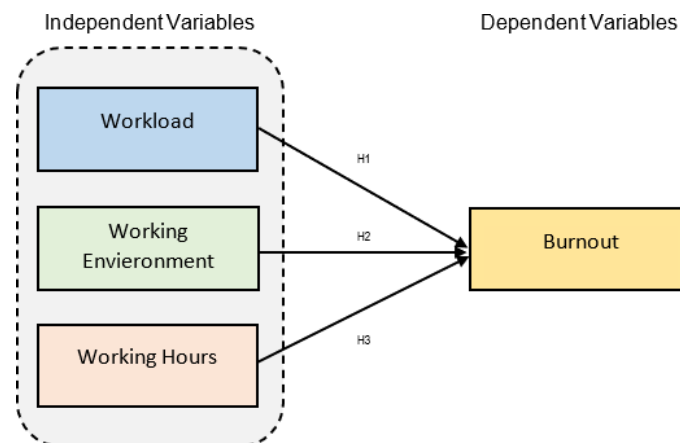 Independent Variables
Dependent Variables
Workload
H1
Working
Envieronment
H2
Burnout
Working Hours
H3